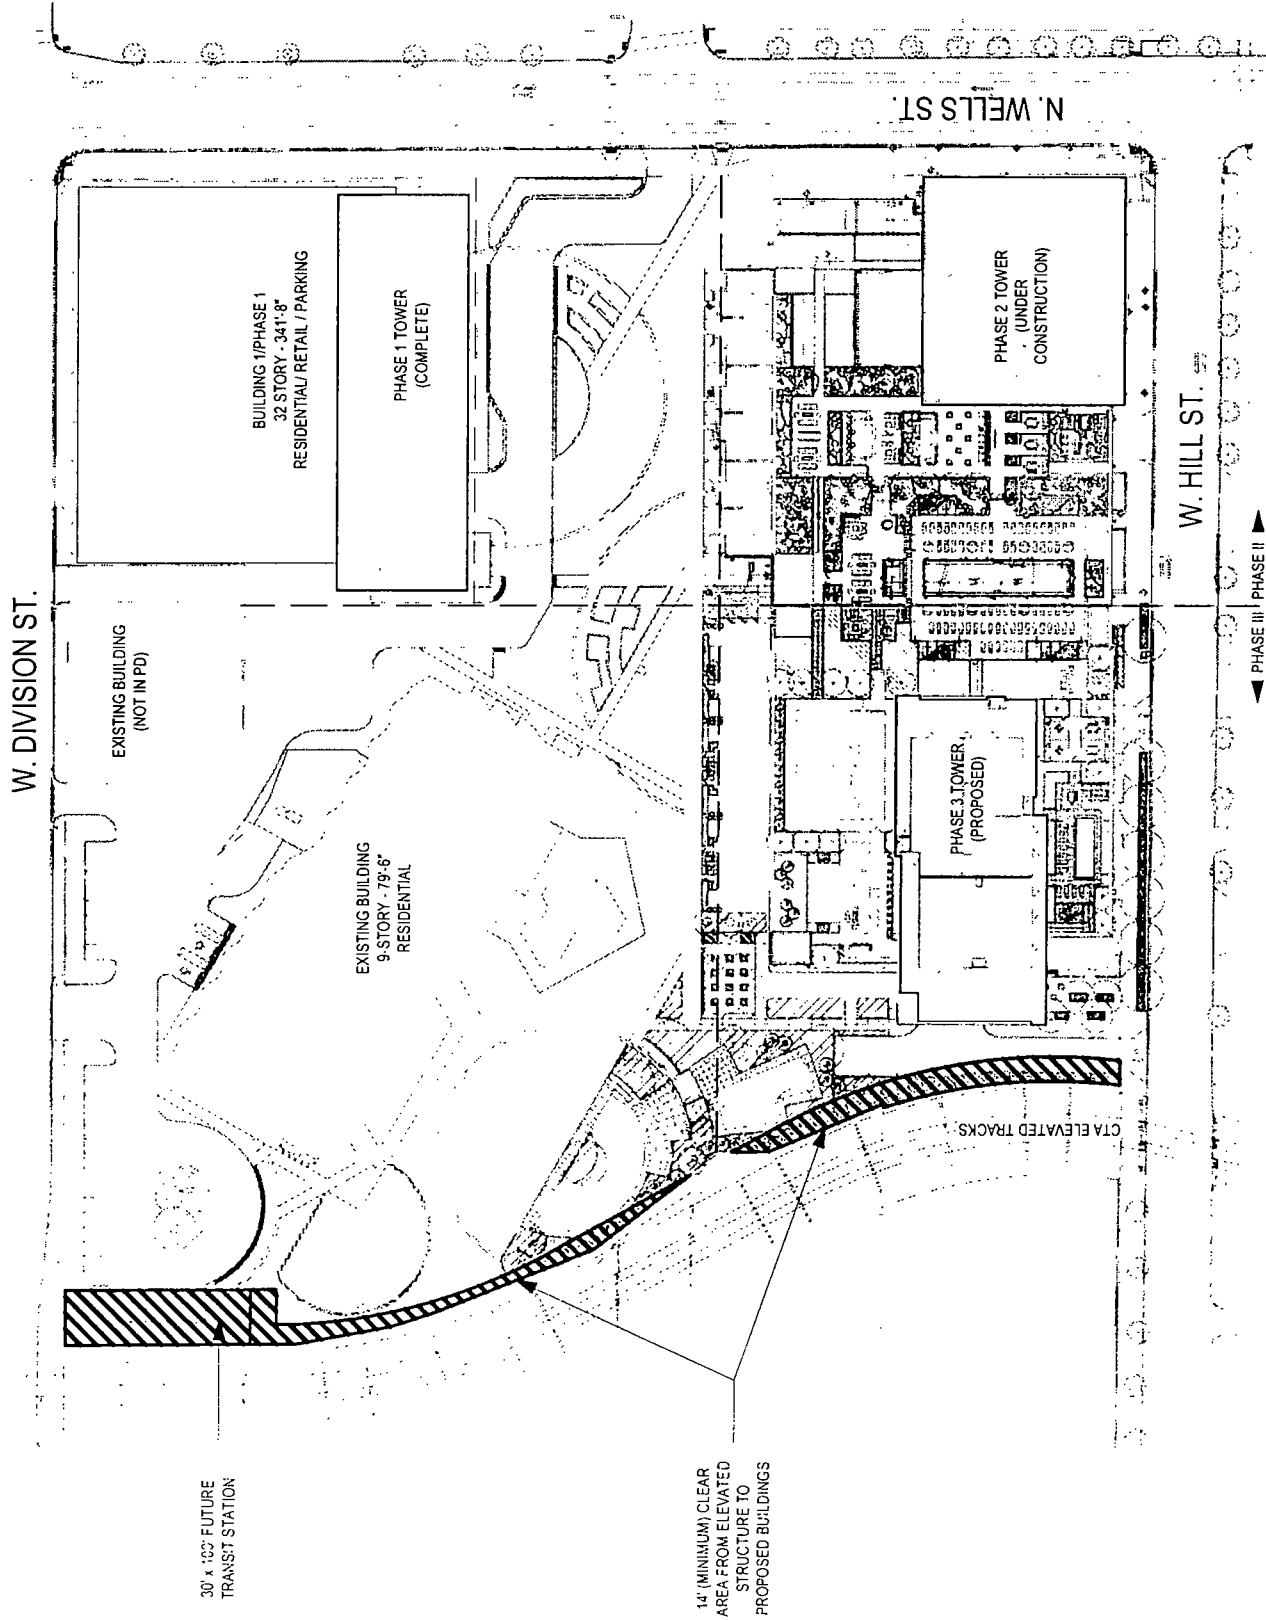 W. DIVISION ST.
N. WELLS ST.
BUILDING 1/PHASE 1
32 STORY - 341'-8"
RESIDENTIAL/ RETAIL / PARKING
PHASE 1 TOWER
(COMPLETE)
EXISTING BUILDING
(NOT IN PD)
EXISTING BUILDING
9-STORY - 79'-6"
RESIDENTIAL
PHASE 2 TOWER
(UNDER
CONSTRUCTION)
PHASE 3 TOWER
(PROPOSED)
W. HILL ST.
PHASE III PHASE II
CTA ELEVATED TRACKS
30' x 100' FUTURE
TRANSIT STATION
14' (MINIMUM) CLEAR
AREA FROM ELEVATED
STRUCTURE TO
PROPOSED BUILDINGS